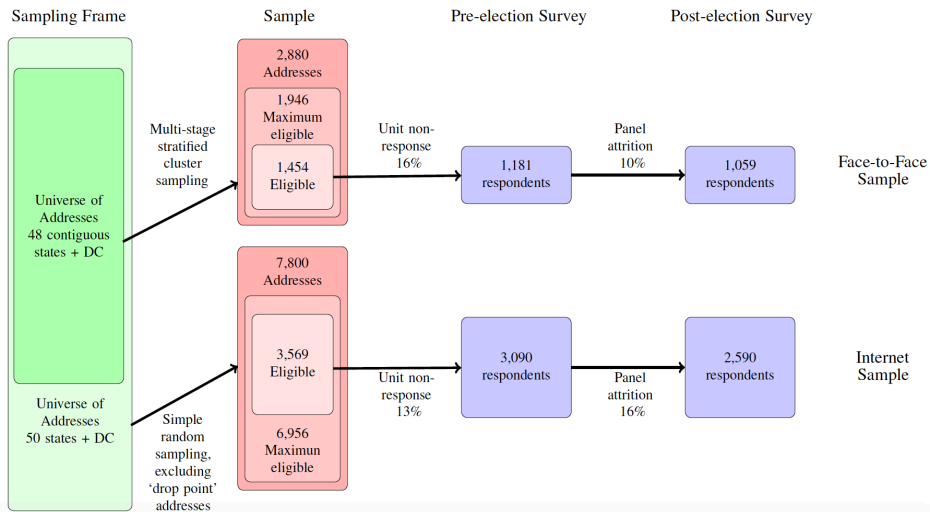 Sampling Frame
Sample
Pre-election Survey
Post-election Survey
Universe of
Addresses
48 contiguous
states + DC
Universe of
Addresses
50 states + DC
Multi-stage
stratified
cluster
sampling
2,880
Addresses
1,946
Maximum
eligible
1,454
Eligible
Unit non-
response
16%
1,181
respondents
Panel
attrition
10%
1,059
respondents
Face-to-Face
Sample
Simple
random
sampling,
excluding
‘drop point’
addresses
7,800
Addresses
3,569
Eligible
6,956
Maximun
eligible
Unit non-
response
13%
3,090
respondents
Panel
attrition
16%
2,590
respondents
Internet
Sample